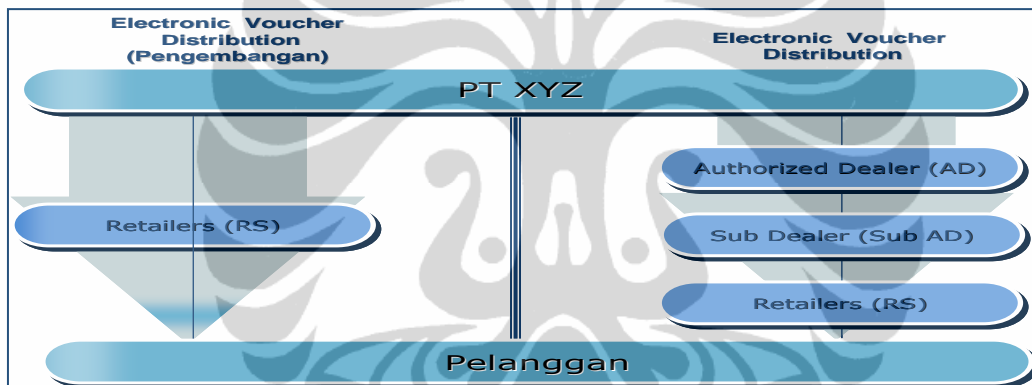 Electronic Voucher
Distribution
(Pengembangan)
Electronic Voucher
Distribution
PT XYZ
Authorized Dealer (AD)
Retailers (RS)
Sub Dealer (Sub AD)
Retailers (RS)
Pelanggan